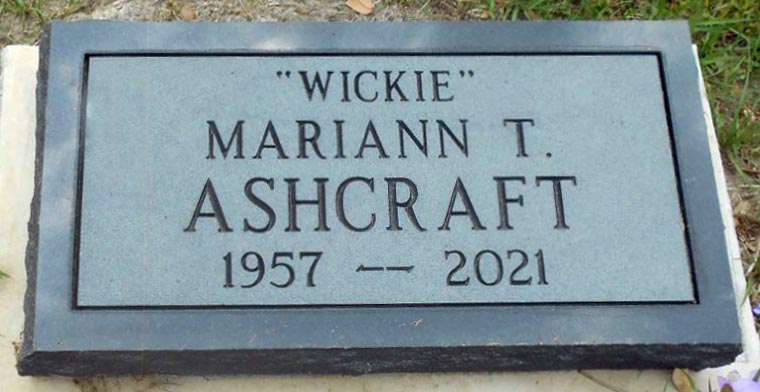 "WICKIE"
MARIANN T.
ASHCRAFT
1957 — 2021